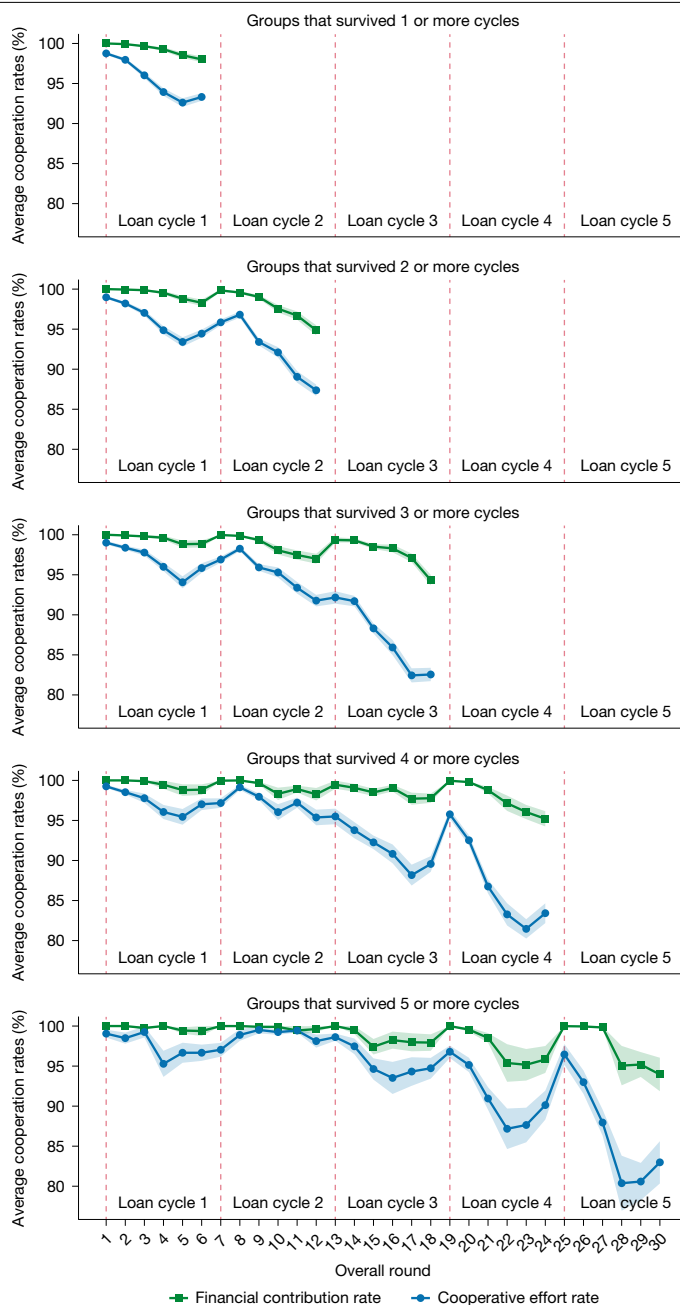 Groups that survived 1 or more cycles
Average cooperation rates (%)
100
95
90
85
80
Loan cycle 1 Loan cycle 2 Loan cycle 3 Loan cycle 4 Loan cycle 5
Groups that survived 2 or more cycles
Average cooperation rates (%)
100
95
90
85
80
Loan cycle 1 Loan cycle 2 Loan cycle 3 Loan cycle 4 Loan cycle 5
Groups that survived 3 or more cycles
Average cooperation rates (%)
100
95
90
85
80
Loan cycle 1 Loan cycle 2 Loan cycle 3 Loan cycle 4 Loan cycle 5
Groups that survived 4 or more cycles
Average cooperation rates (%)
100
95
90
85
80
Loan cycle 1 Loan cycle 2 Loan cycle 3 Loan cycle 4 Loan cycle 5
Groups that survived 5 or more cycles
Average cooperation rates (%)
100
95
90
85
80
Loan cycle 1 Loan cycle 2 Loan cycle 3 Loan cycle 4 Loan cycle 5
1 2 3 4 5 6 7 8 9 10 11 12 13 14 15 16 17 18 19 20 21 22 23 24 25 26 27 28 29 30
Overall round
Financial contribution rate Cooperative effort rate